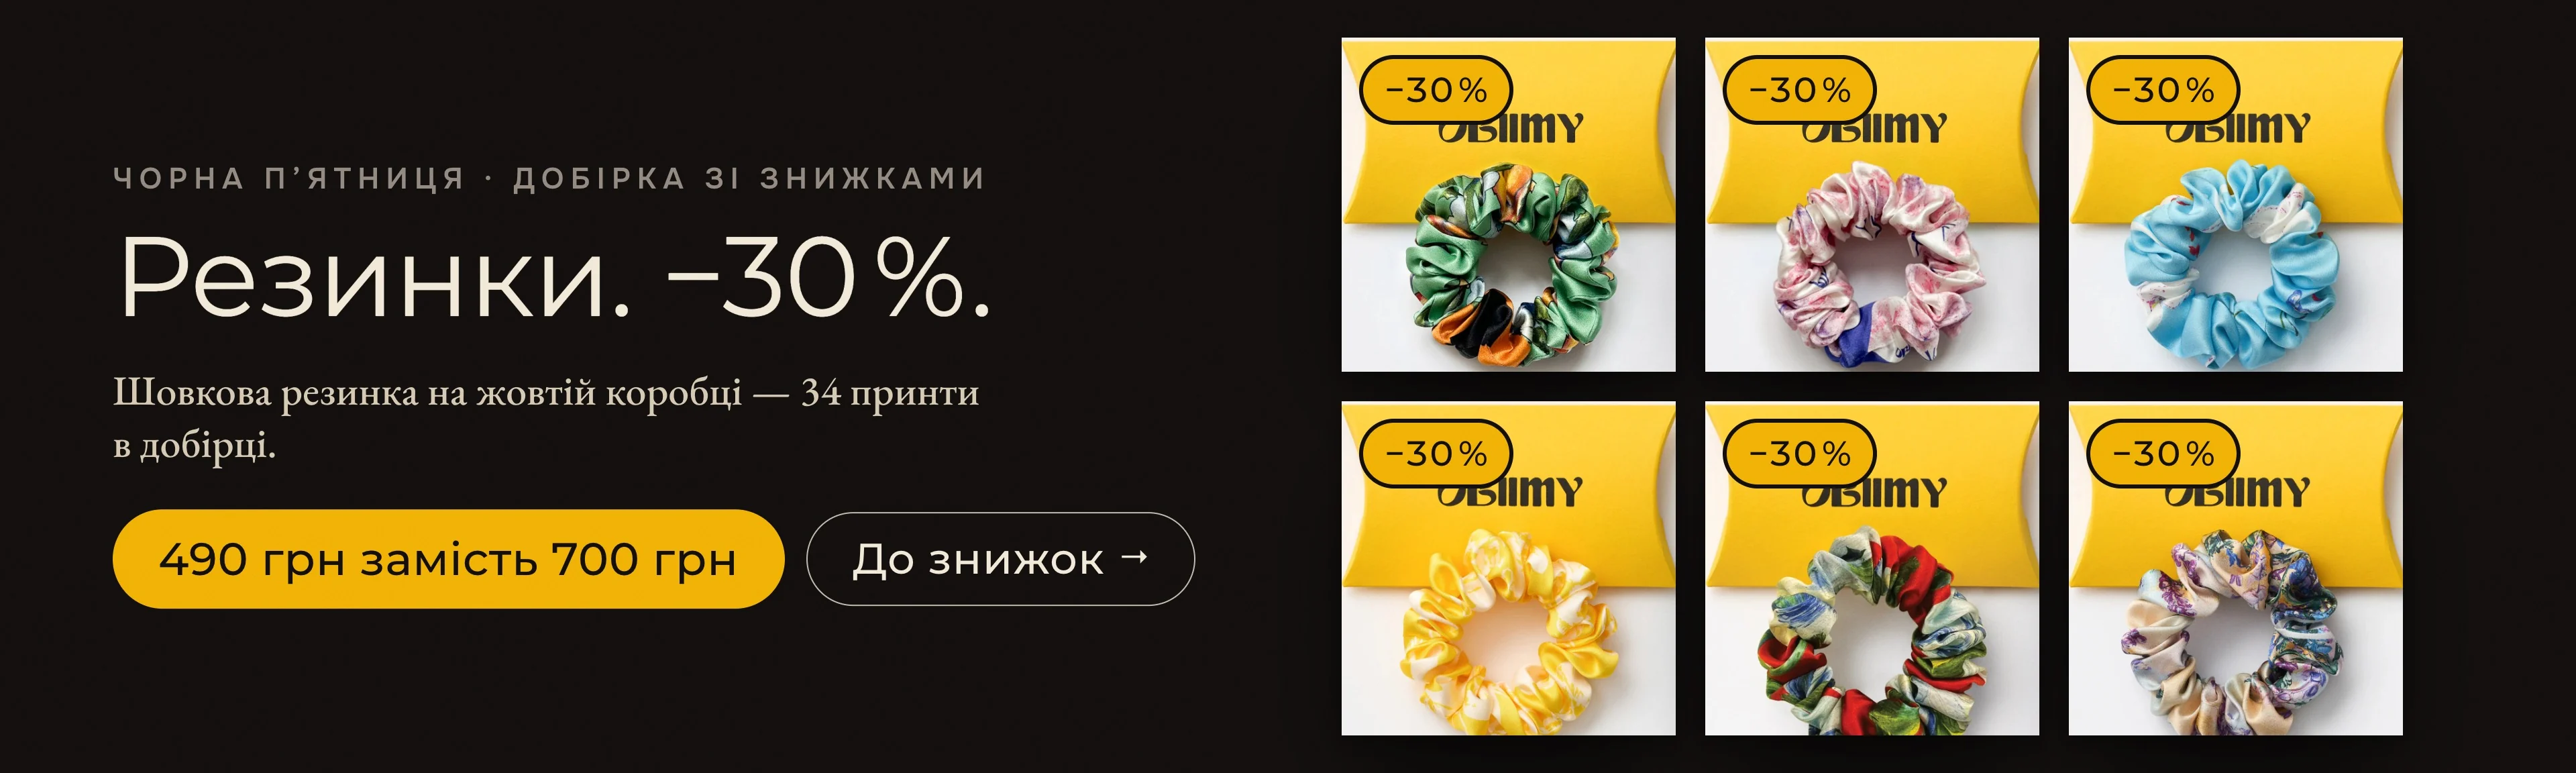 ЧОРНА П’ЯТНИЦЯ · ДОБІРКА ЗІ ЗНИЖКАМИ
Резинки. −30 %.
Шовкова резинка на жовтій коробці — 34 принти
в добірці.
490 грн замість 700 грн
До знижок →
−30 %
−30 %
−30 %
−30 %
−30 %
−30 %